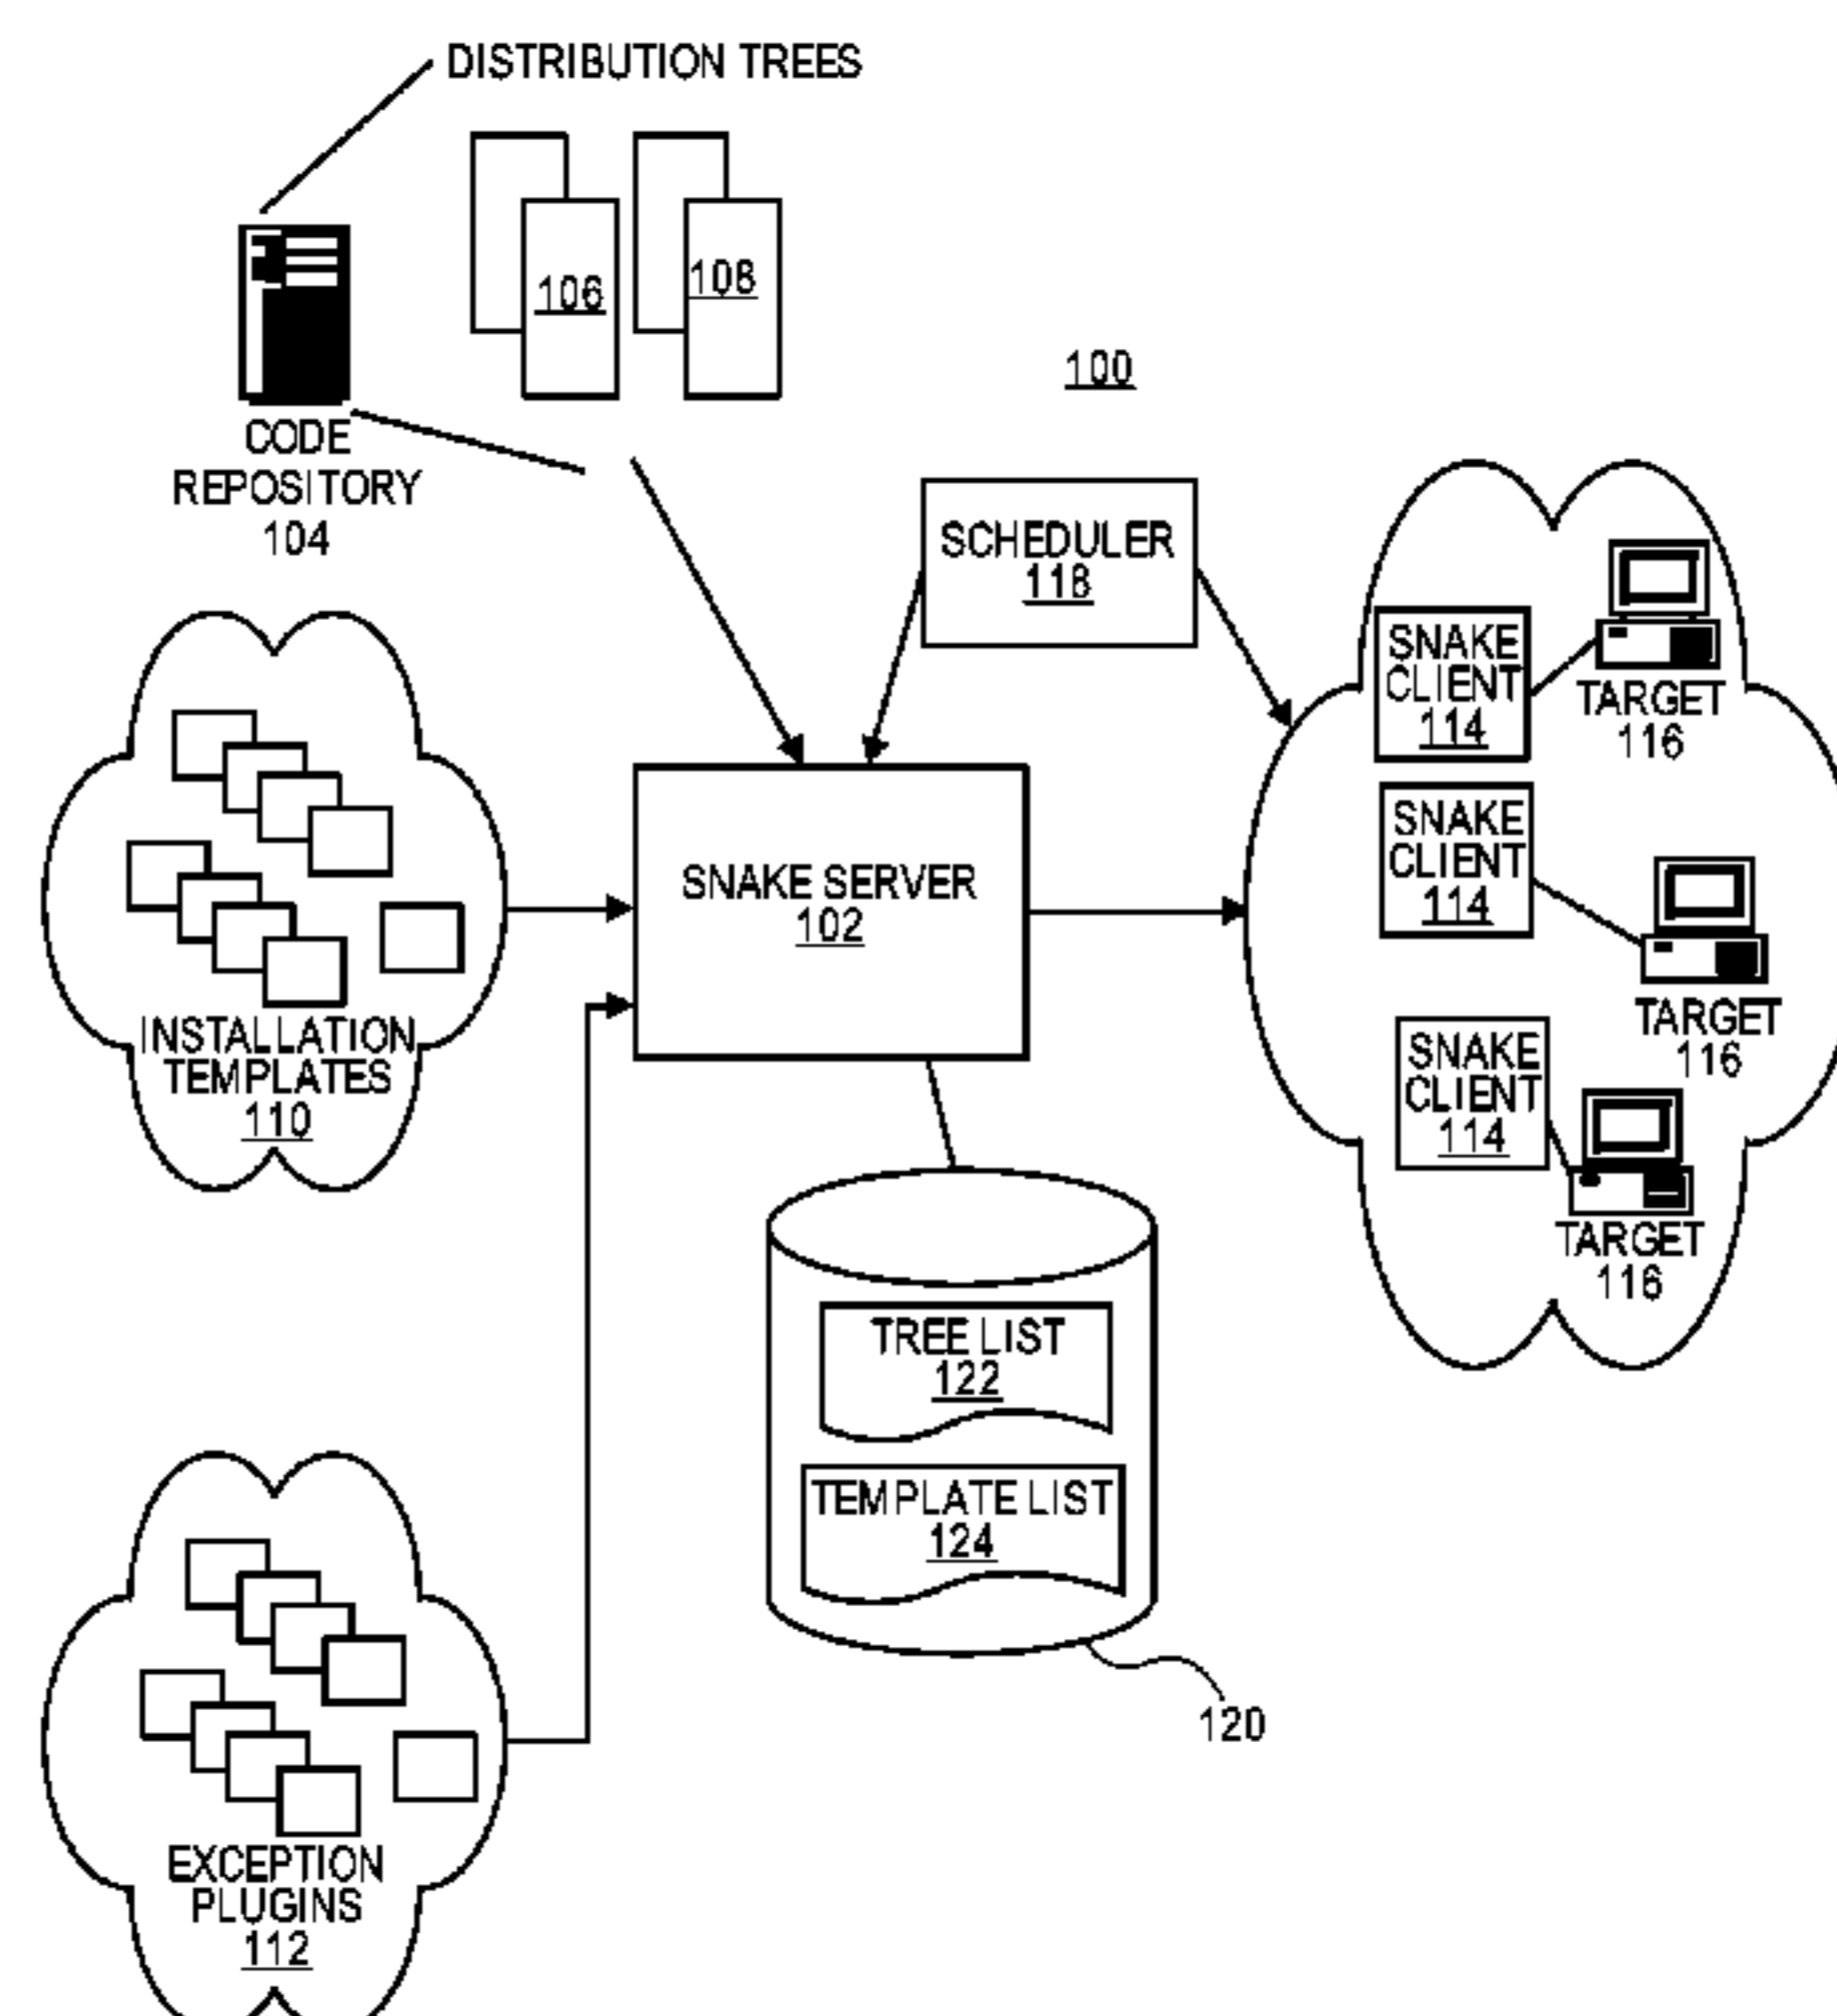 DISTRIBUTION TREES
106
108
100
CODE
REPOSITORY
104
SCHEDULER
118
SNAKE
CLIENT
114
TARGET
116
SNAKE
CLIENT
114
TARGET
116
SNAKE
CLIENT
114
TARGET
116
SNAKE SERVER
102
INSTALLATION
TEMPLATES
110
TREE LIST
122
TEMPLATE LIST
124
120
EXCEPTION
PLUGINS
112